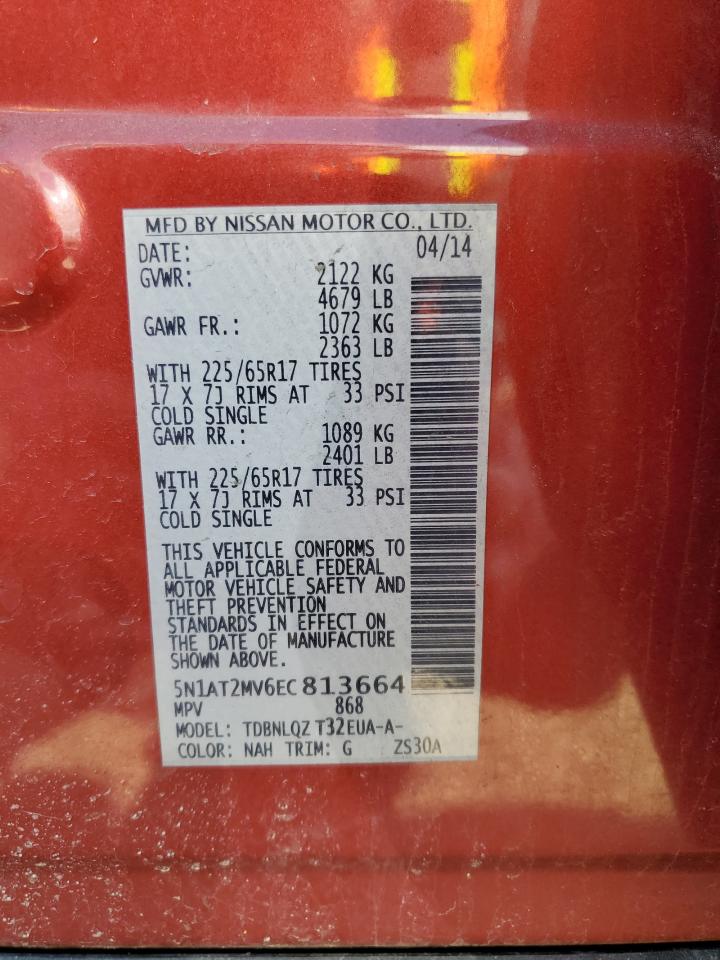 MFD BY NISSAN MOTOR CO., LTD.
DATE: 04/14
GVWR: 2122 KG
4679 LB
GAWR FR.: 1072 KG
2363 LB
WITH 225/65R17 TIRES
17 X 7J RIMS AT 33 PSI
COLD SINGLE
GAWR RR.: 1089 KG
2401 LB
WITH 225/65R17 TIRES
17 X 7J RIMS AT 33 PSI
COLD SINGLE
THIS VEHICLE CONFORMS TO
ALL APPLICABLE FEDERAL
MOTOR VEHICLE SAFETY AND
THEFT PREVENTION
STANDARDS IN EFFECT ON
THE DATE OF MANUFACTURE
SHOWN ABOVE.
5N1AT2MV6EC813664
MPV 868
MODEL: TDBNLQZ T32EUA-A-
COLOR: NAH TRIM: G ZS30A